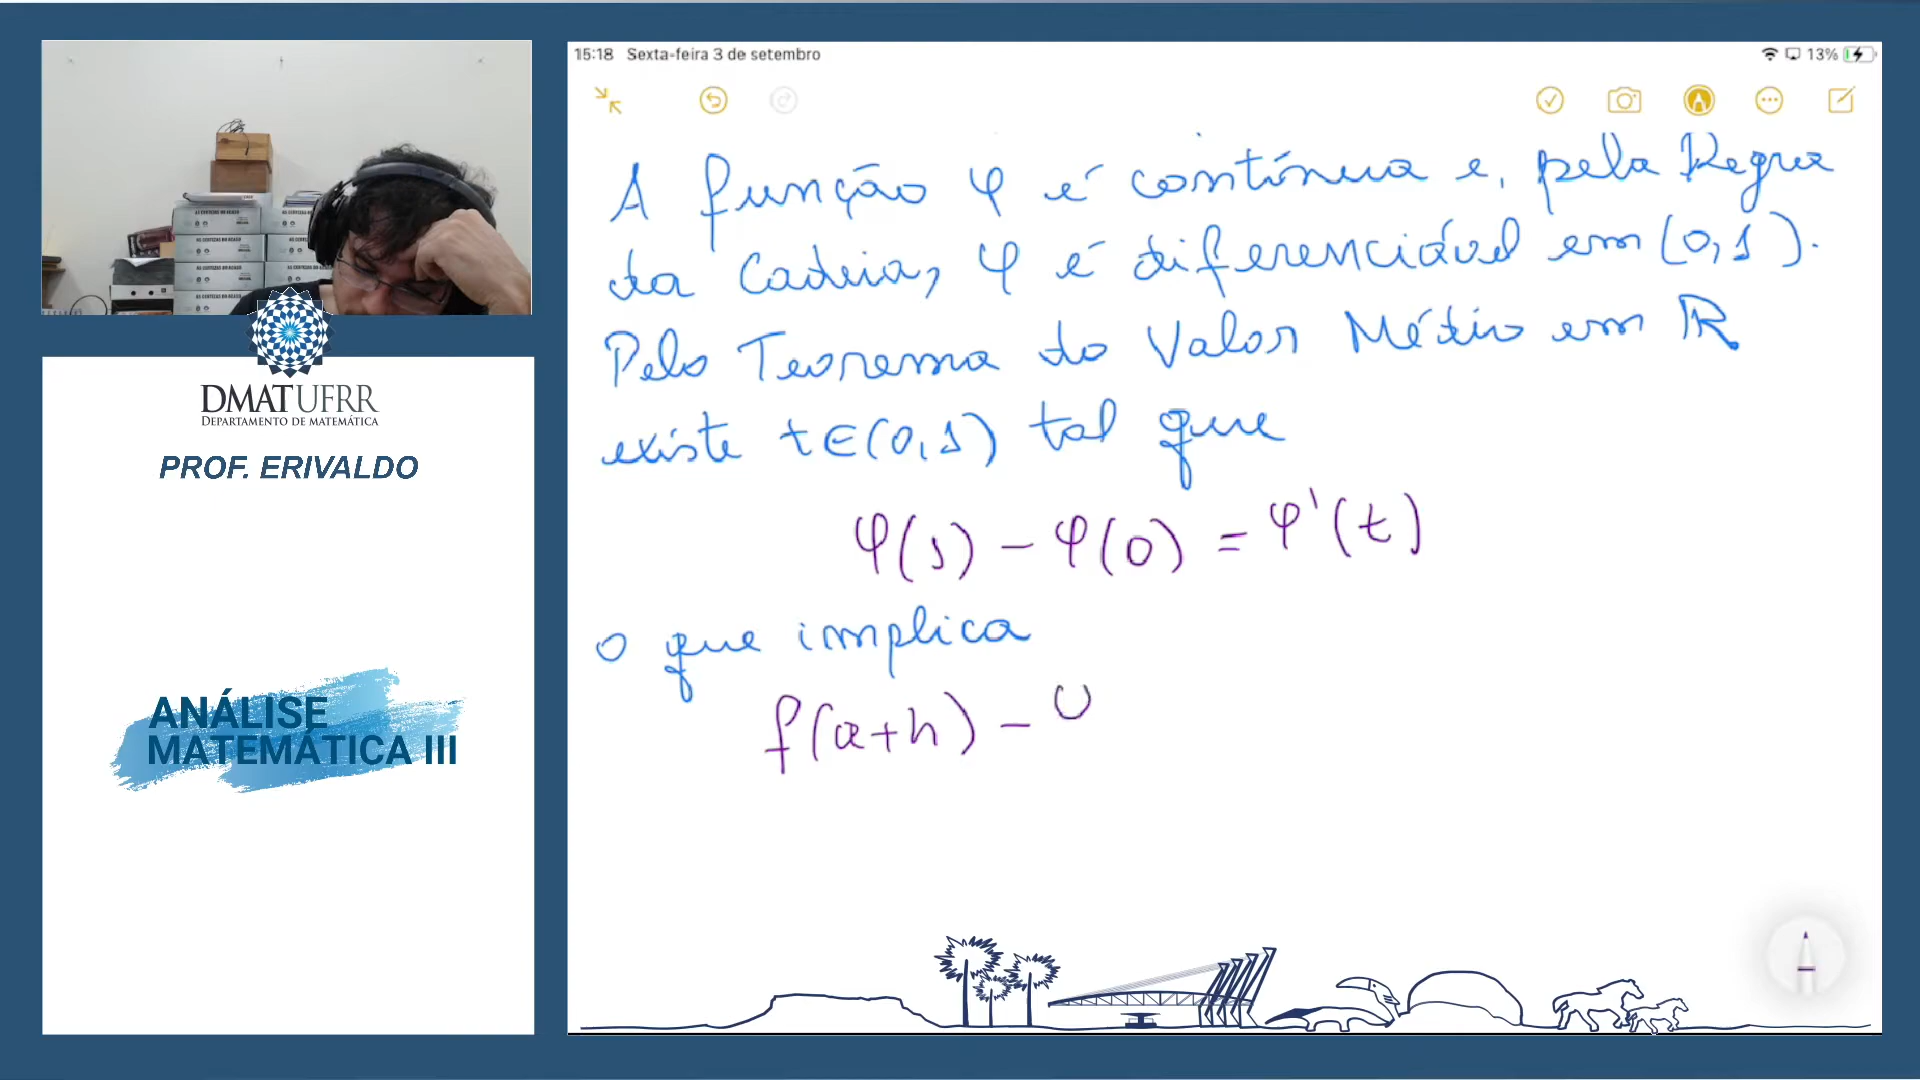 15:18 Sexta-feira 3 de setembro
13%
A função φ é contínua e, pela Regra
da Cadeia, φ é diferenciável em (0,1).
Pelo Teorema do Valor Médio em ℝ
existe t∈(0,1) tal que
φ(1) - φ(0) = φ'(t)
o que implica
f(a+h) -
DMATUFRR
DEPARTAMENTO DE MATEMÁTICA
PROF. ERIVALDO
ANÁLISE
MATEMÁTICA III